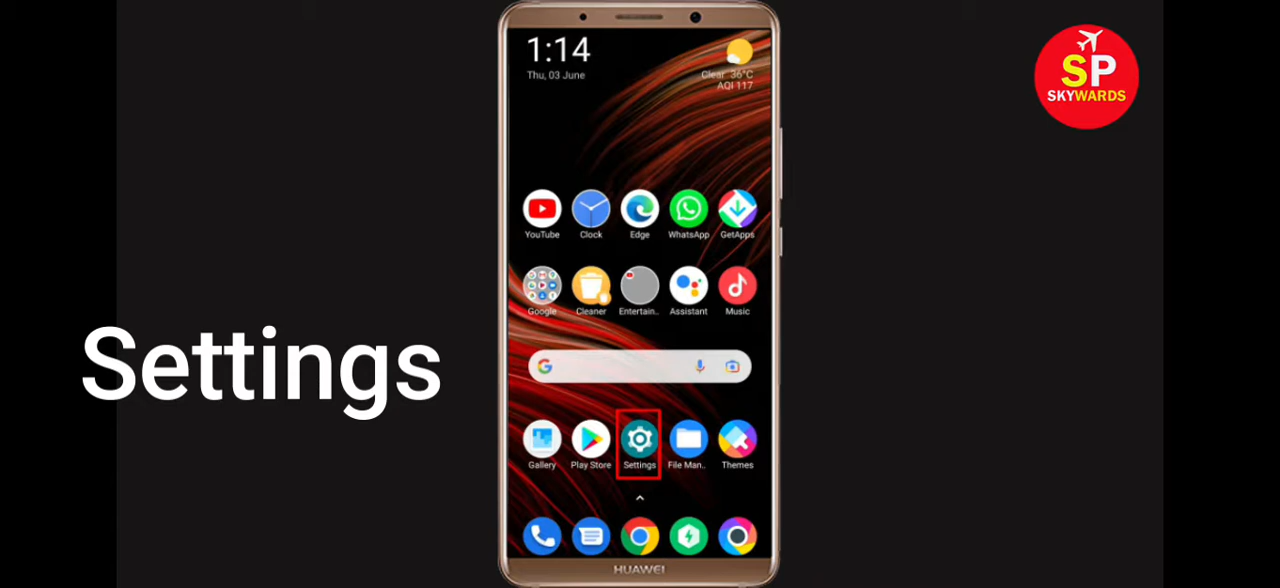 1:14
Thu, 03 June
Clear 36°C
AQI 117
SP
SKYWARDS
YouTube
Clock
Edge
WhatsApp
GetApps
Google
Cleaner
Entertain..
Assistant
Music
Settings
Gallery
Play Store
Settings
File Man..
Themes
HUAWEI